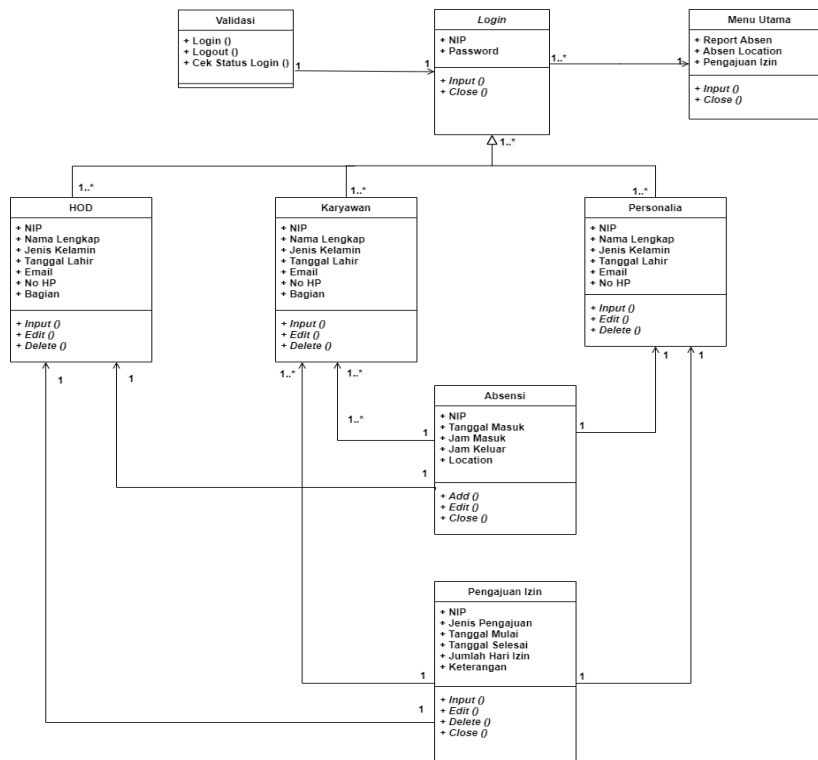 Validasi
+ Login ()
+ Logout ()
+ Cek Status Login ()
1
1
Login
+ NIP
+ Password
+ Input ()
+ Close ()
1..*
1
Menu Utama
+ Report Absen
+ Absen Location
+ Pengajuan Izin
+ Input ()
+ Close ()
1..*
1..*
1..*
1..*
HOD
+ NIP
+ Nama Lengkap
+ Jenis Kelamin
+ Tanggal Lahir
+ Email
+ No HP
+ Bagian
+ Input ()
+ Edit ()
+ Delete ()
Karyawan
+ NIP
+ Nama Lengkap
+ Jenis Kelamin
+ Tanggal Lahir
+ Email
+ No HP
+ Bagian
+ Input ()
+ Edit ()
+ Delete ()
Personalia
+ NIP
+ Nama Lengkap
+ Jenis Kelamin
+ Tanggal Lahir
+ Email
+ No HP
+ Input ()
+ Edit ()
+ Delete ()
1
1
1..*
1..*
1
1
1..*
1
1
1
Absensi
+ NIP
+ Tanggal Masuk
+ Jam Masuk
+ Jam Keluar
+ Location
+ Add ()
+ Edit ()
+ Close ()
Pengajuan Izin
+ NIP
+ Jenis Pengajuan
+ Tanggal Mulai
+ Tanggal Selesai
+ Jumlah Hari Izin
+ Keterangan
+ Input ()
+ Edit ()
+ Delete ()
+ Close ()
1
1
1